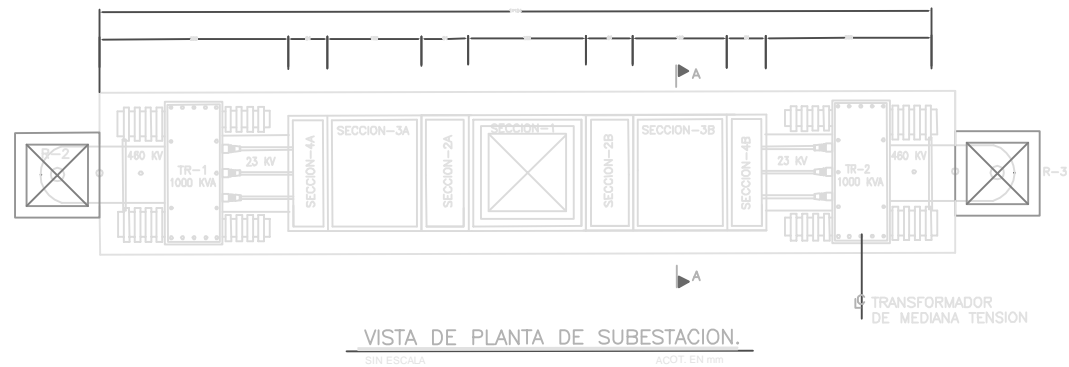 A
SECCION-3A
SECCION-1
SECCION-3B
R-2
460 KV
TR-1
1000 KVA
23 KV
SECCION-4A
SECCION-2A
SECCION-2B
SECCION-4B
23 KV
TR-2
1000 KVA
460 KV
R-3
A
TRANSFORMADOR
DE MEDIANA TENSION
VISTA DE PLANTA DE SUBESTACION.
SIN ESCALA ACOT. EN mm